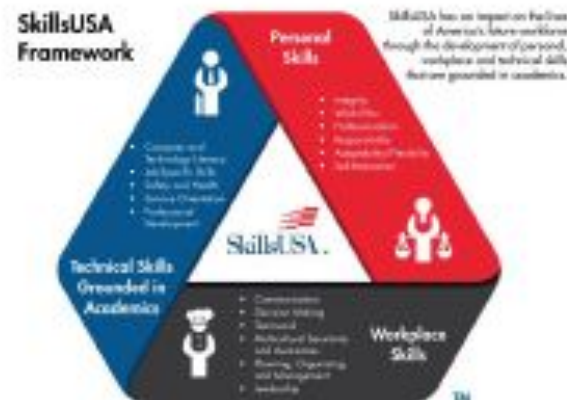 SkillsUSA
Framework
SkillsUSA has an impact on the lives
of America's future workforce
through the development of personal,
workplace and technical skills
that are grounded in academics.
Personal
Skills
• Integrity
• Work Ethic
• Professionalism
• Responsibility
• Adaptability/Flexibility
• Self-Motivation
• Computer and
Technology Literacy
• Job-Specific Skills
• Safety and Health
• Service Orientation
• Professional
Development
SkillsUSA
Technical Skills
Grounded in
Academics
• Communication
• Decision Making
• Teamwork
• Multicultural Sensitivity
and Awareness
• Planning, Organizing
and Management
• Leadership
Workplace
Skills
TM